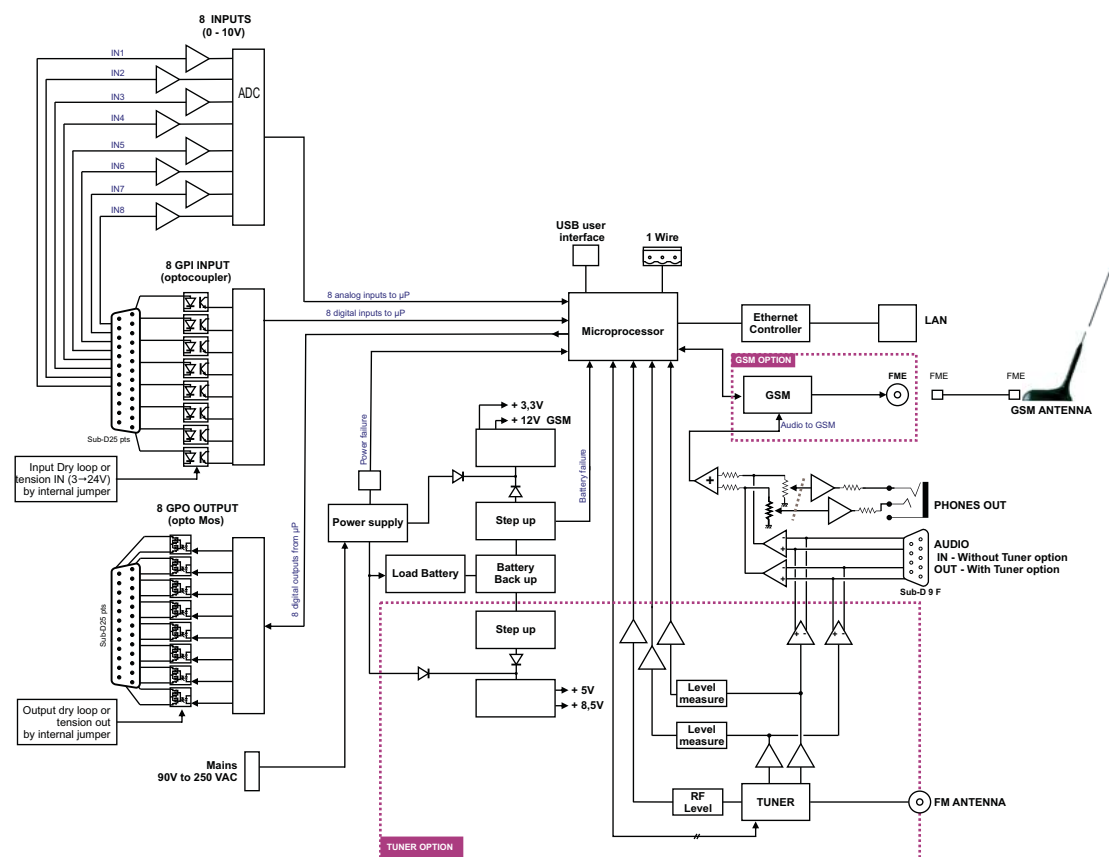 8 INPUTS
(0 - 10V)
IN1
IN2
IN3
IN4
IN5
IN6
IN7
IN8
ADC
8 GPI INPUT
(optocoupler)
Sub-D25 pts
Input Dry loop or
tension IN (3→24V)
by internal jumper
8 GPO OUTPUT
(opto Mos)
Sub-D25 pts
Output dry loop or
tension out
by internal jumper
Mains
90V to 250 VAC
8 analog inputs to µP
8 digital inputs to µP
8 digital outputs from µP
Power failure
Battery failure
USB user
interface
1 Wire
Microprocessor
Ethernet
Controller
LAN
GSM OPTION
GSM
FME
FME
FME
GSM ANTENNA
Audio to GSM
+ 3,3V
+ 12V GSM
Power supply
Step up
Load Battery
Battery
Back up
Step up
+ 5V
+ 8,5V
+
PHONES OUT
AUDIO
IN - Without Tuner option
OUT - With Tuner option
Sub-D 9 F
- + - +
+ - + -
Level
measure
Level
measure
RF
Level
TUNER
FM ANTENNA
TUNER OPTION